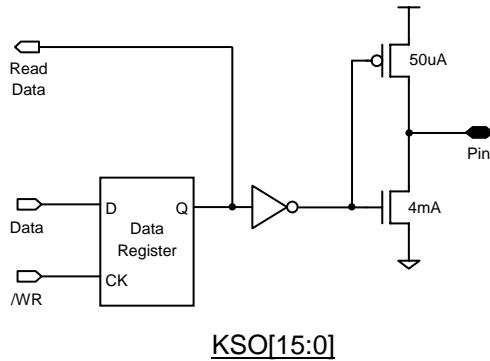 Read
Data
50uA
Pin
D
Q
Data
Data
Register
4mA
CK
/WR
KSO[15:0]